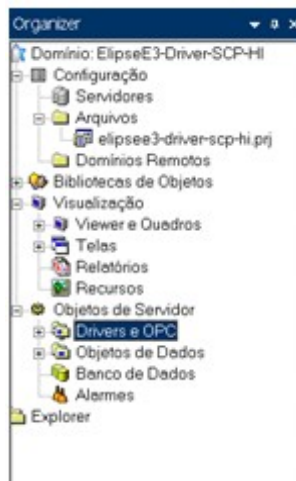 Organizer
Domínio: ElipseE3-Driver-SCP-HI
Configuração
Servidores
Arquivos
elipsee3-driver-scp-hi.prj
Domínios Remotos
Bibliotecas de Objetos
Visualização
Viewer e Quadros
Telas
Relatórios
Recursos
Objetos de Servidor
Drivers e OPC
Objetos de Dados
Banco de Dados
Alarmes
Explorer